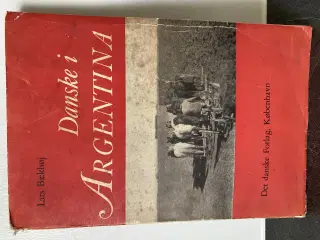 Lars Bækhøj
Danske i
ARGENTINA
Det danske Forlag, København